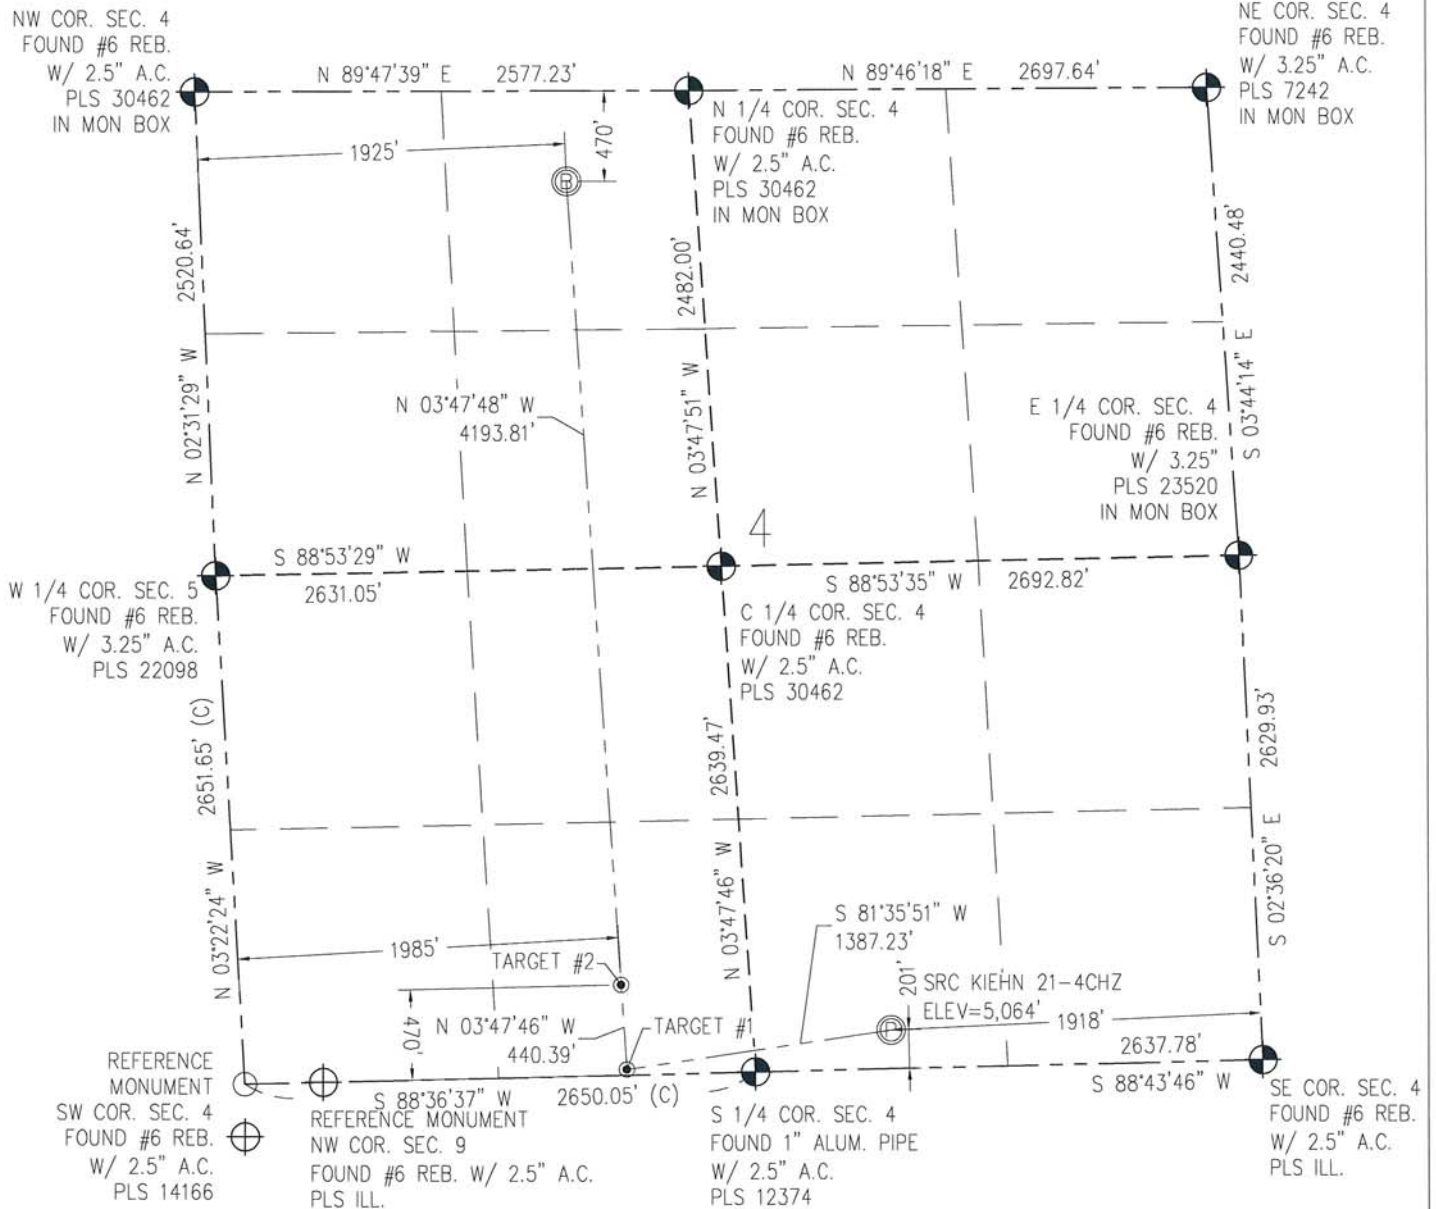 NW COR. SEC. 4
FOUND #6 REB.
W/ 2.5" A.C.
PLS 30462
IN MON BOX
N 89°47'39" E 2577.23'
N 89°46'18" E 2697.64'
NE COR. SEC. 4
FOUND #6 REB.
W/ 3.25" A.C.
PLS 7242
IN MON BOX
N 1/4 COR. SEC. 4
FOUND #6 REB.
W/ 2.5" A.C.
PLS 30462
IN MON BOX
1925'
470'
B
N 02°31'29" W 2520.64'
N 03°47'51" W 2482.00'
2440.48'
S 03°44'14" E
N 03°47'48" W
4193.81'
E 1/4 COR. SEC. 4
FOUND #6 REB.
W/ 3.25"
PLS 23520
IN MON BOX
4
S 88°53'29" W
2631.05'
S 88°53'35" W 2692.82'
W 1/4 COR. SEC. 5
FOUND #6 REB.
W/ 3.25" A.C.
PLS 22098
C 1/4 COR. SEC. 4
FOUND #6 REB.
W/ 2.5" A.C.
PLS 30462
N 03°22'24" W 2651.65' (C)
N 03°47'46" W 2639.47'
2629.93'
S 02°36'20" E
S 81°35'51" W
1387.23'
1985'
TARGET #2
470'
N 03°47'46" W
440.39'
TARGET #1
201'
SRC KIEHN 21-4CHZ
ELEV=5,064'
P
1918'
2637.78'
S 88°43'46" W
S 88°36'37" W 2650.05' (C)
REFERENCE
MONUMENT
SW COR. SEC. 4
FOUND #6 REB.
W/ 2.5" A.C.
PLS 14166
REFERENCE MONUMENT
NW COR. SEC. 9
FOUND #6 REB. W/ 2.5" A.C.
PLS ILL.
S 1/4 COR. SEC. 4
FOUND 1" ALUM. PIPE
W/ 2.5" A.C.
PLS 12374
SE COR. SEC. 4
FOUND #6 REB.
W/ 2.5" A.C.
PLS ILL.